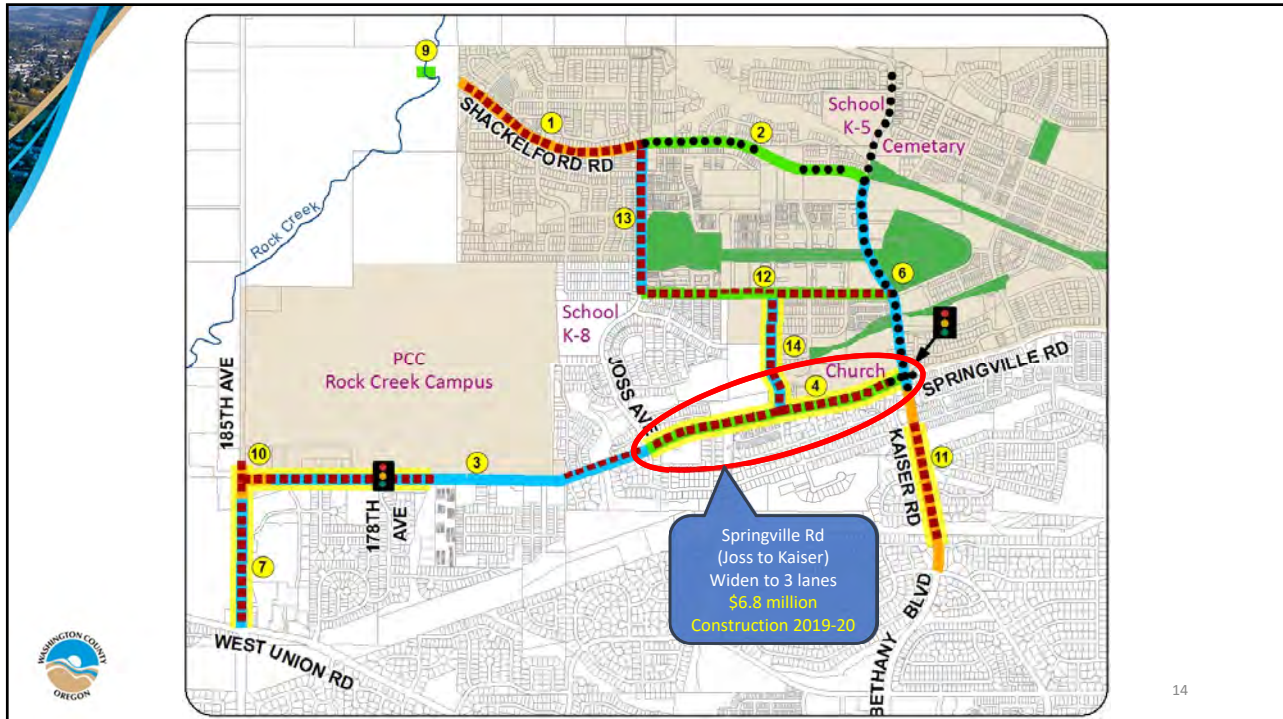 9
SHACKELFORD RD
1
2
School
K-5
Cemetary
Rock Creek
13
12
6
School
K-8
14
Church
4
SPRINGVILLE RD
PCC
Rock Creek Campus
JOSS AVE
185TH AVE
10
3
178TH
AVE
KAISER RD
11
7
Springville Rd
(Joss to Kaiser)
Widen to 3 lanes
$6.8 million
Construction 2019-20
WEST UNION RD
BETHANY BLVD
WASHINGTON COUNTY
OREGON
14